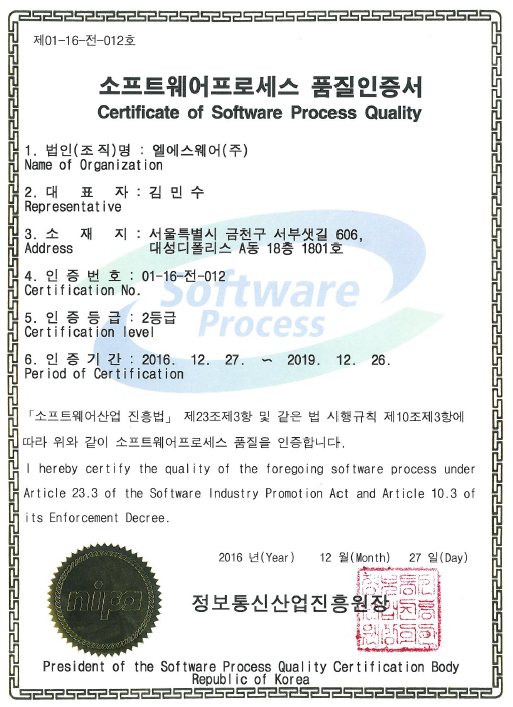 제01-16-전-012호
소프트웨어프로세스 품질인증서
Certificate of Software Process Quality
1. 법인(조직)명 : 엘에스웨어(주)
Name of Organization
2. 대 표 자 : 김 민 수
Representative
3. 소 재 지 : 서울특별시 금천구 서부샛길 606,
Address 대성디폴리스 A동 18층 1801호
4. 인 증 번 호 : 01-16-전-012
Certification No.
Software
Process
5. 인 증 등 급 : 2등급
Certification level
6. 인 증 기 간 : 2016. 12. 27. ~ 2019. 12. 26.
Period of Certification
「소프트웨어산업 진흥법」 제23조제3항 및 같은 법 시행규칙 제10조제3항에
따라 위와 같이 소프트웨어프로세스 품질을 인증합니다.
I hereby certify the quality of the foregoing software process under
Article 23.3 of the Software Industry Promotion Act and Article 10.3 of
its Enforcement Decree.
2016 년(Year) 12 월(Month) 27 일(Day)
nipa
정보통신산업진흥원장
President of the Software Process Quality Certification Body
Republic of Korea